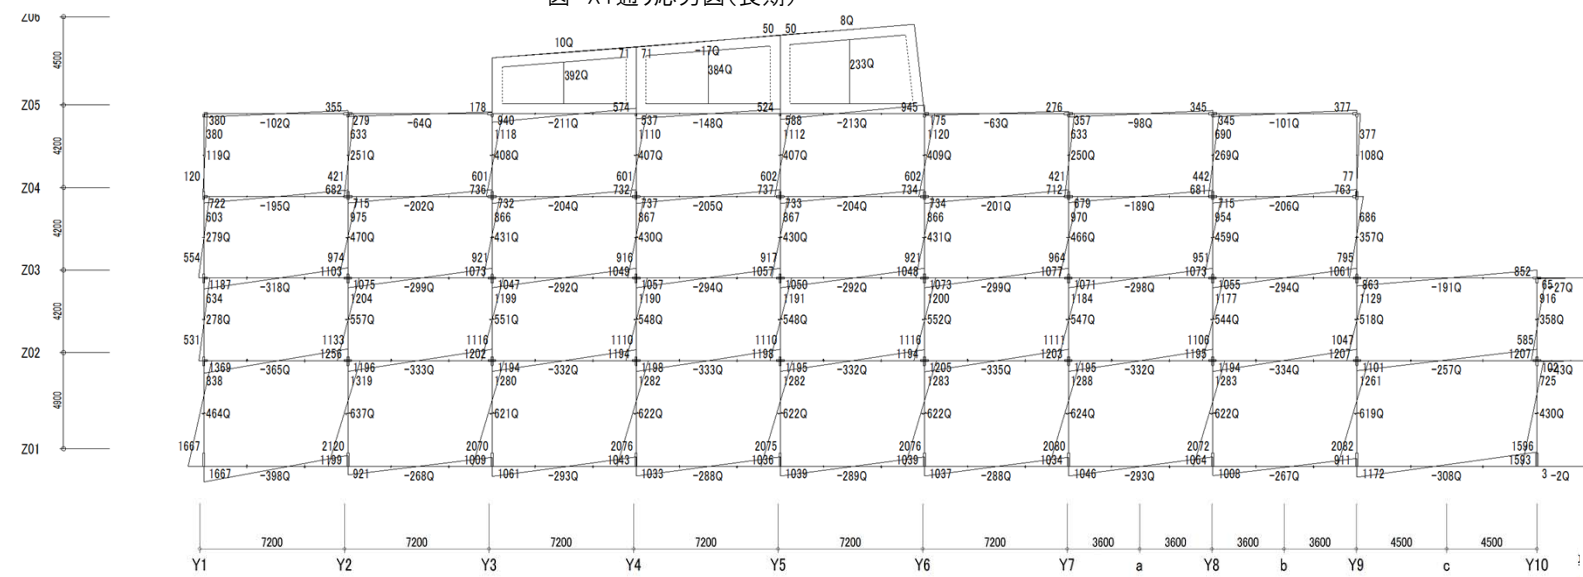 図 X1通り応力図(長期)
Z06
10Q 50 50 8Q
71 71 -17Q
4500 392Q 384Q 233Q
Z05 355 178 574 524 945 276 345 377
380 -102Q 279 -64Q 940 -211Q 537 -148Q 588 -213Q 775 -63Q 357 -98Q 345 -101Q
380 633 1118 1110 1112 1120 633 690 377
4200 119Q 251Q 408Q 407Q 407Q 409Q 250Q 269Q 108Q
120 421 601 601 602 602 421 442 77
Z04 682 736 732 737 734 712 681 763
722 -195Q 715 -202Q 732 -204Q 737 -205Q 733 -204Q 734 -201Q 679 -189Q 715 -206Q
603 975 866 867 867 866 970 954 686
4200 279Q 470Q 431Q 430Q 430Q 431Q 466Q 459Q 357Q
554 974 921 916 917 921 964 951 795
Z03 1103 1073 1049 1057 1048 1077 1073 1061 852
1187 -318Q 1075 -299Q 1047 -292Q 1057 -294Q 1050 -292Q 1073 -299Q 1071 -298Q 1055 -294Q 863 -191Q 65 -27Q
634 1204 1199 1190 1191 1200 1184 1177 1129 916
4200 278Q 557Q 551Q 548Q 548Q 552Q 547Q 544Q 518Q 358Q
531 1133 1116 1110 1110 1116 1111 1106 1047 585
Z02 1256 1202 1194 1193 1194 1203 1195 1207 1207
1369 -365Q 1196 -333Q 1194 -332Q 1198 -333Q 1195 -332Q 1205 -335Q 1195 -332Q 1194 -334Q 1101 -257Q 102 -43Q
838 1319 1280 1282 1282 1283 1288 1283 1261 725
4900 464Q 637Q 621Q 622Q 622Q 622Q 624Q 622Q 619Q 430Q
Z01 1667 2120 2070 2076 2075 2076 2080 2072 2082 1596
1199 1009 1043 1036 1039 1034 1064 911 1593
1667 -398Q 921 -268Q 1061 -293Q 1033 -288Q 1039 -289Q 1037 -288Q 1046 -293Q 1008 -267Q 1172 -308Q 3 -2Q
7200 7200 7200 7200 7200 7200 3600 3600 3600 3600 4500 4500
Y1 Y2 Y3 Y4 Y5 Y6 Y7 a Y8 b Y9 c Y10